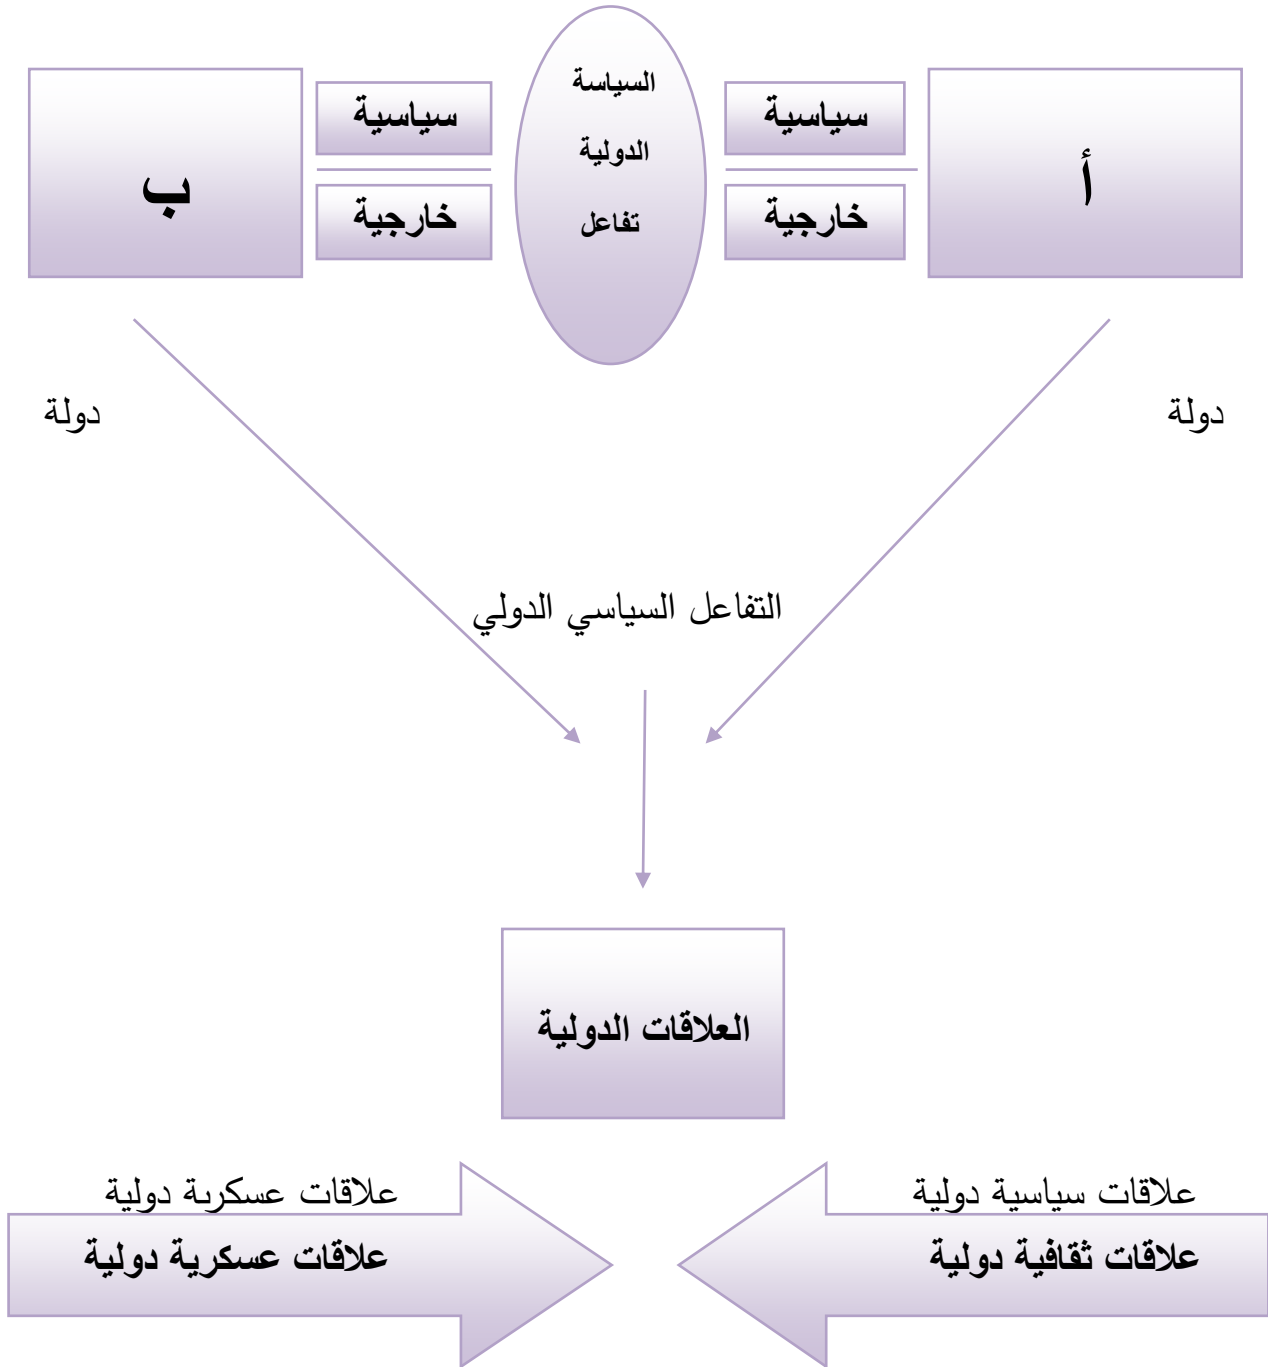 أ
سياسية
خارجية
السياسة
الدولية
تفاعل
سياسية
خارجية
ب
دولة
دولة
التفاعل السياسي الدولي
العلاقات الدولية
علاقات سياسية دولية
علاقات ثقافية دولية
علاقات عسكرية دولية
علاقات عسكرية دولية